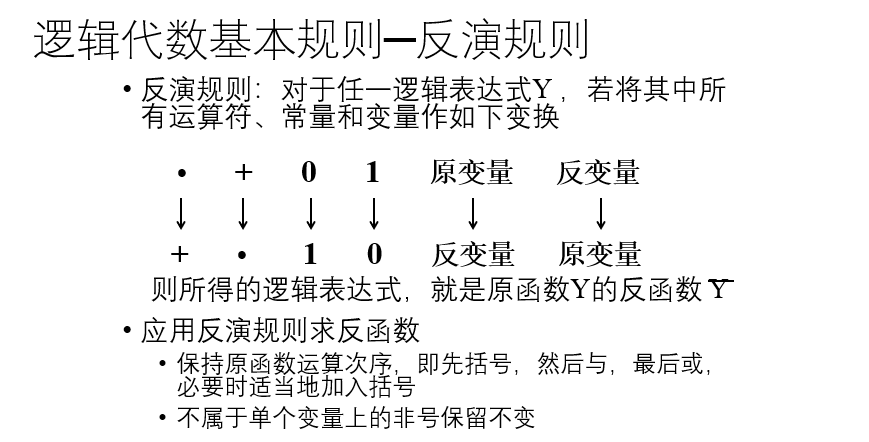 逻辑代数基本规则—反演规则
• 反演规则：对于任一逻辑表达式Y，若将其中所
有运算符、常量和变量作如下变换
• + 0 1 原变量 反变量
↓ ↓ ↓ ↓ ↓ ↓
+ • 1 0 反变量 原变量
则所得的逻辑表达式，就是原函数Y的反函数 Y̅
• 应用反演规则求反函数
• 保持原函数运算次序，即先括号，然后与，最后或，
必要时适当地加入括号
• 不属于单个变量上的非号保留不变